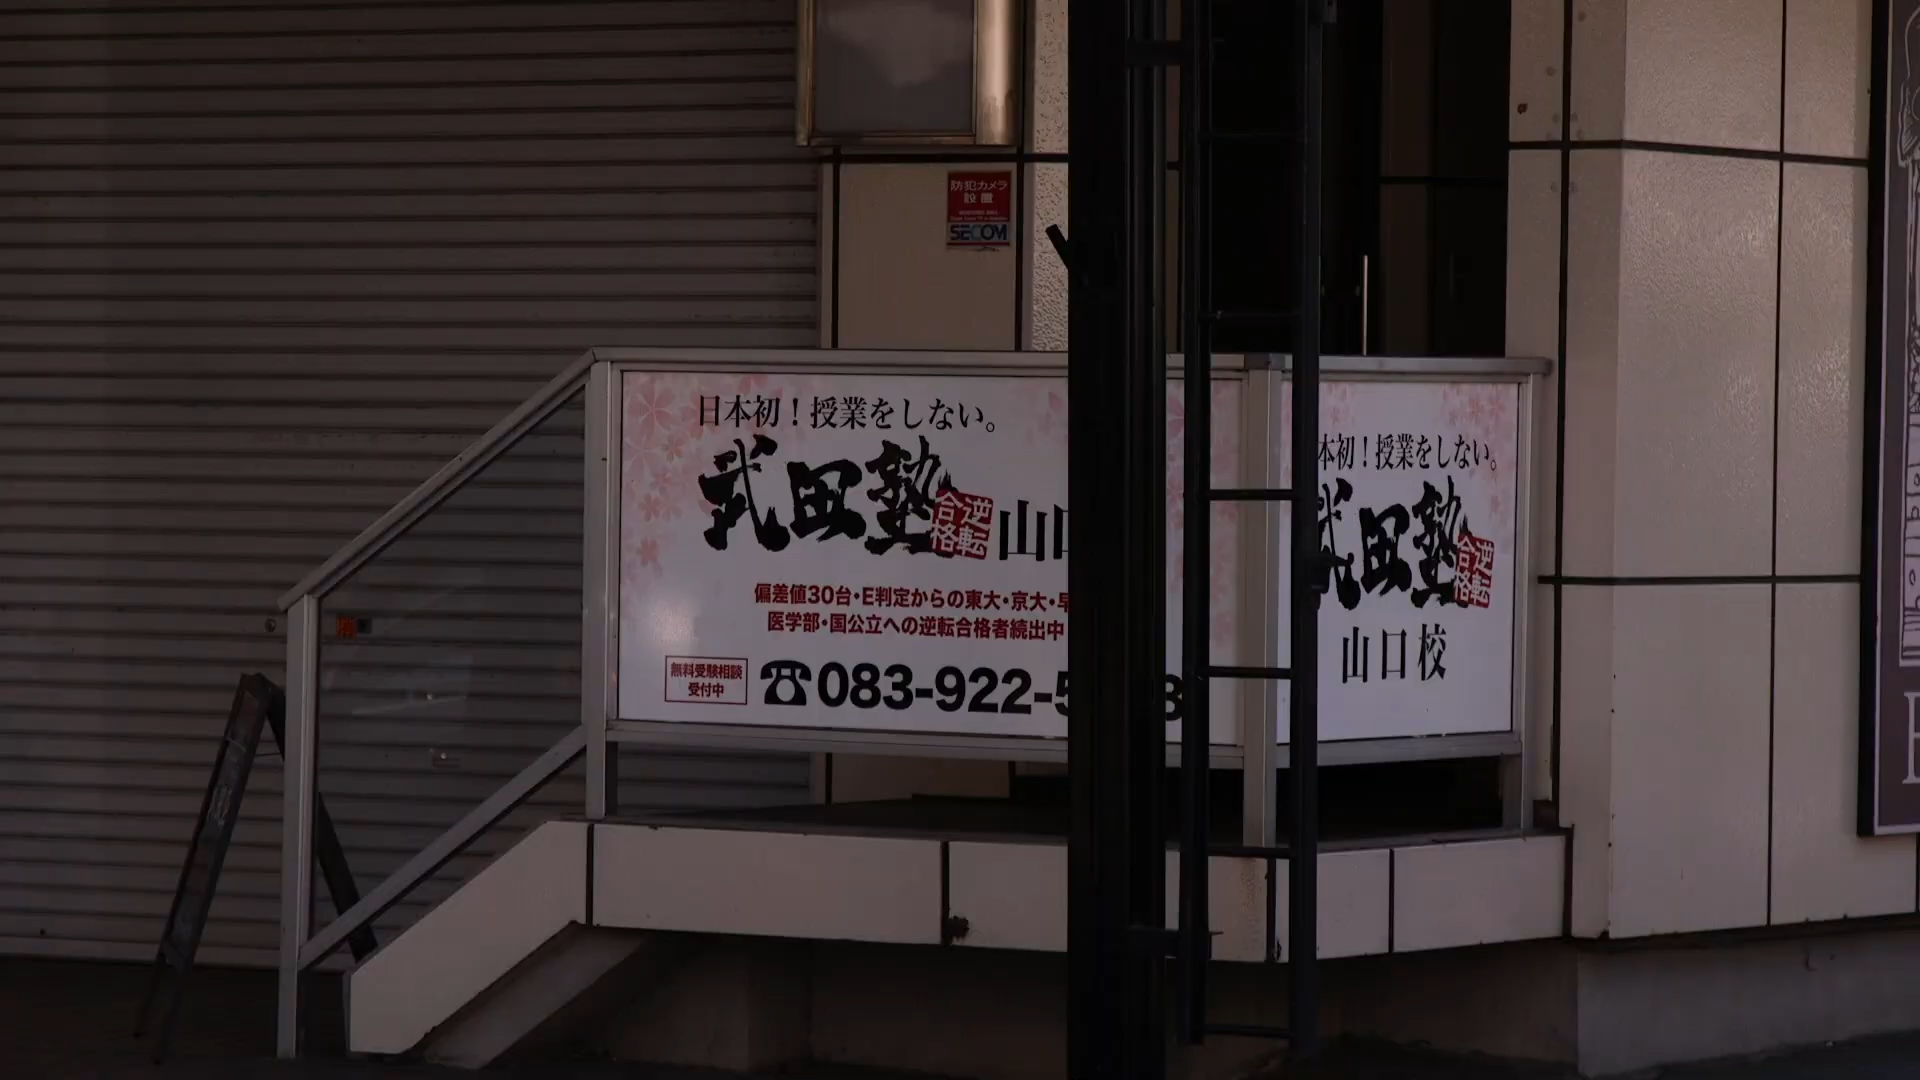 防犯カメラ
設置
SECOM
日本初！授業をしない。
武田塾
逆転
合格
山口
偏差値30台・E判定からの東大・京大・早
医学部・国公立への逆転合格者続出中
無料受験相談
受付中
☎083-922-5
本初！授業をしない。
武田塾
逆転
合格
山口校